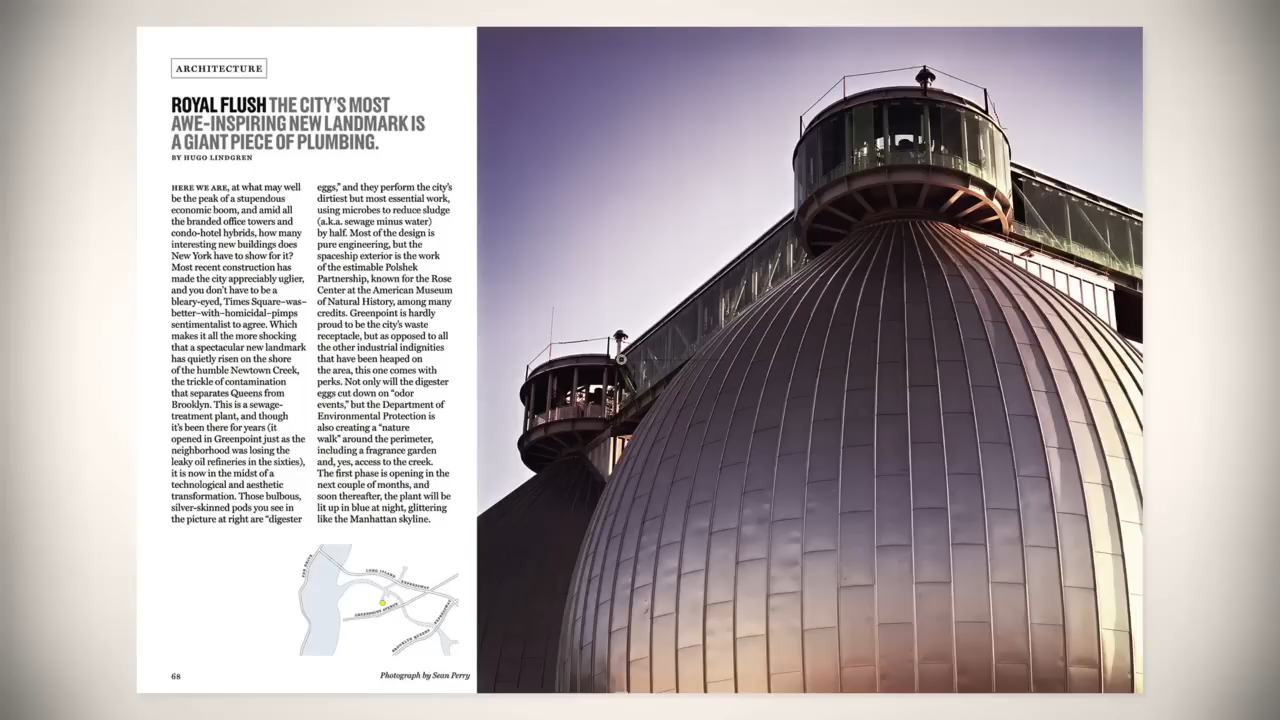 ARCHITECTURE
ROYAL FLUSH THE CITY'S MOST
AWE-INSPIRING NEW LANDMARK IS
A GIANT PIECE OF PLUMBING.
BY HUGO LINDGREN
HERE WE ARE, at what may well
be the peak of a stupendous
economic boom, and amid all
the branded office towers and
condo-hotel hybrids, how many
interesting new buildings does
New York have to show for it?
Most recent construction has
made the city appreciably uglier,
and you don't have to be a
bleary-eyed, Times Square–was–
better–with–homicidal–pimps
sentimentalist to agree. Which
makes it all the more shocking
that a spectacular new landmark
has quietly risen on the shore
of the humble Newtown Creek,
the trickle of contamination
that separates Queens from
Brooklyn. This is a sewage-
treatment plant, and though
it's been there for years (it
opened in Greenpoint just as the
neighborhood was losing the
leaky oil refineries in the sixties),
it is now in the midst of a
technological and aesthetic
transformation. Those bulbous,
silver-skinned pods you see in
the picture at right are “digester
eggs,” and they perform the city's
dirtiest but most essential work,
using microbes to reduce sludge
(a.k.a. sewage minus water)
by half. Most of the design is
pure engineering, but the
spaceship exterior is the work
of the estimable Polshek
Partnership, known for the Rose
Center at the American Museum
of Natural History, among many
credits. Greenpoint is hardly
proud to be the city's waste
receptacle, but as opposed to all
the other industrial indignities
that have been heaped on
the area, this one comes with
perks. Not only will the digester
eggs cut down on “odor
events,” but the Department of
Environmental Protection is
also creating a “nature
walk” around the perimeter,
including a fragrance garden
and, yes, access to the creek.
The first phase is opening in the
next couple of months, and
soon thereafter, the plant will be
lit up in blue at night, glittering
like the Manhattan skyline.
FDR DRIVE
LONG ISLAND EXPRESSWAY
GREENPOINT AVENUE
BROOKLYN QUEENS EXPRESSWAY
68
Photograph by Sean Perry